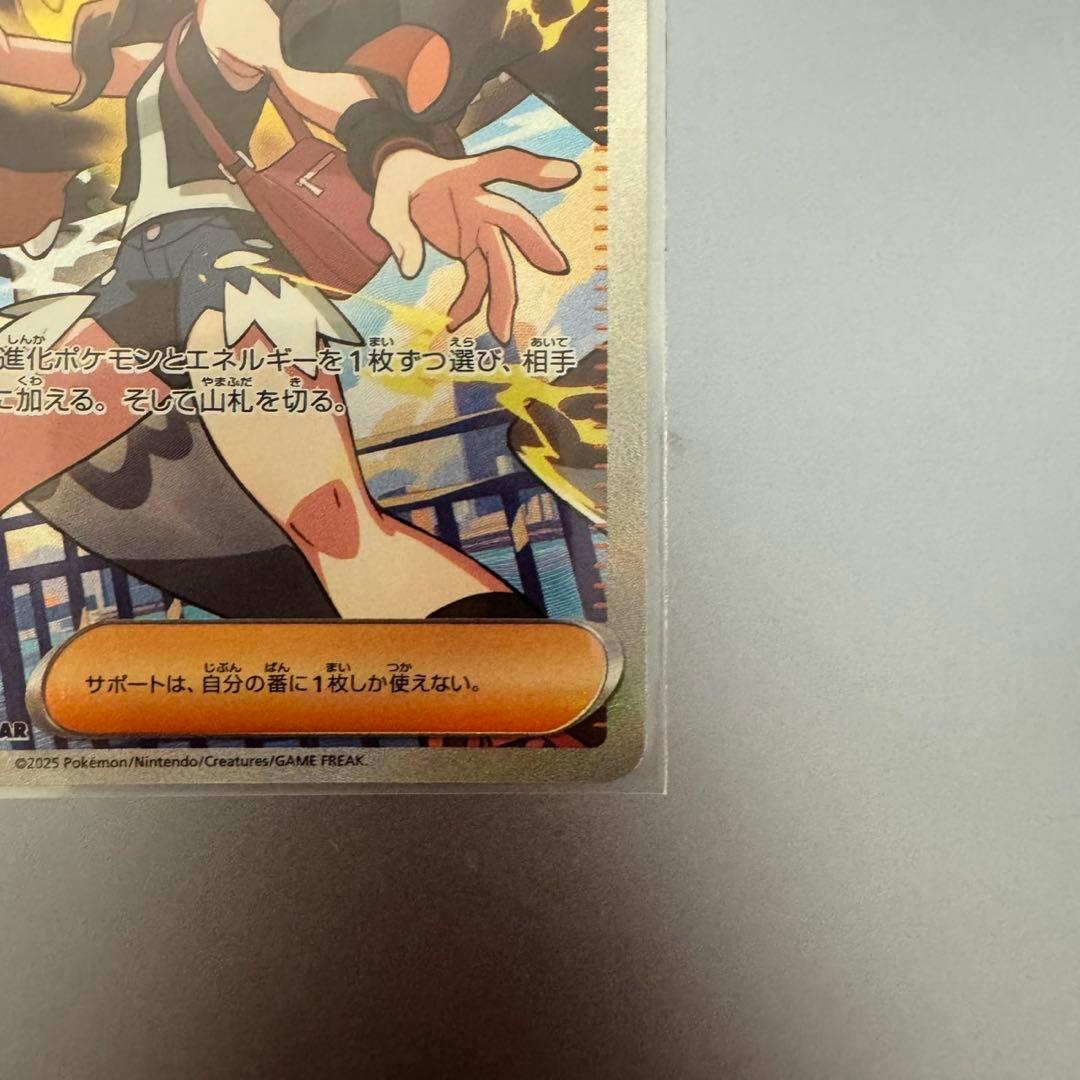 進化ポケモンとエネルギーを1枚ずつ選び、相手
に加える。そして山札を切る。
サポートは、自分の番に1枚しか使えない。
AR
©2025 Pokémon/Nintendo/Creatures/GAME FREAK.